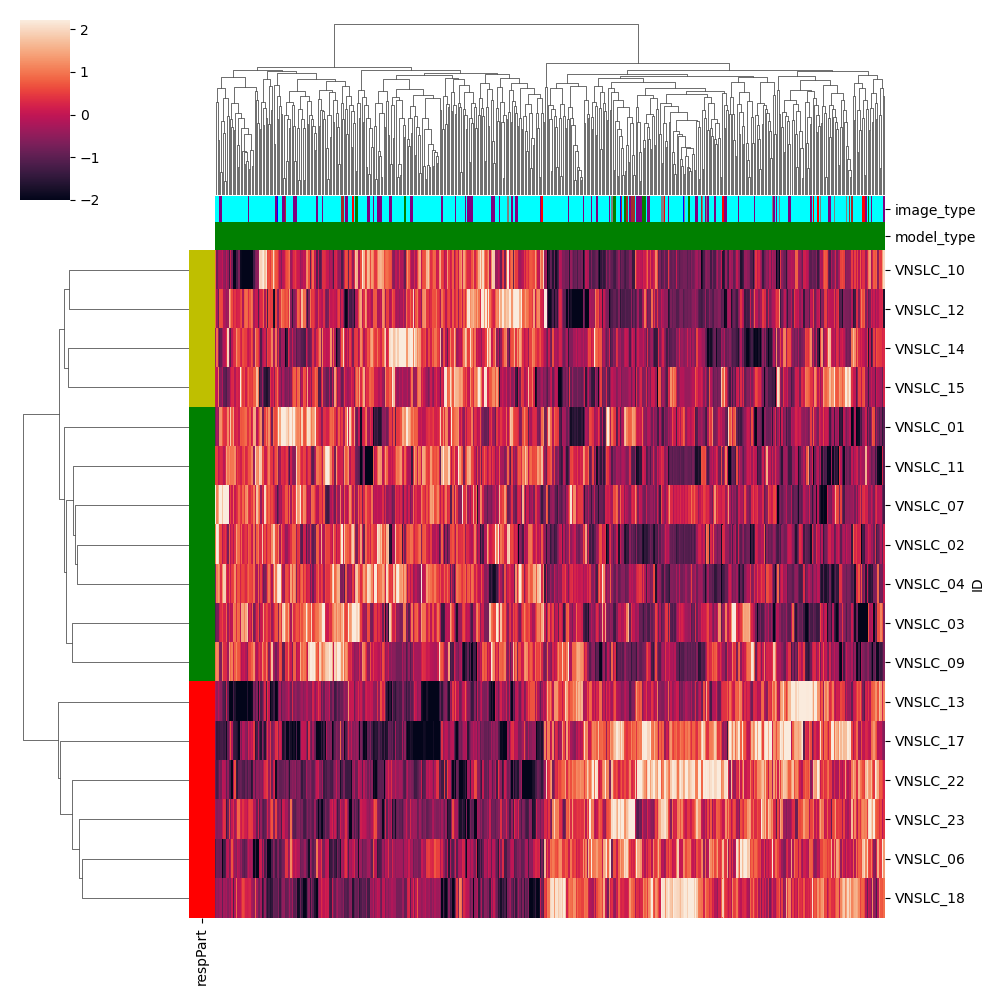 2
1
0
−1
−2
image_type
model_type
VNSLC_10
VNSLC_12
VNSLC_14
VNSLC_15
VNSLC_01
VNSLC_11
VNSLC_07
VNSLC_02
VNSLC_04
VNSLC_03
VNSLC_09
VNSLC_13
VNSLC_17
VNSLC_22
VNSLC_23
VNSLC_06
VNSLC_18
ID
respPart